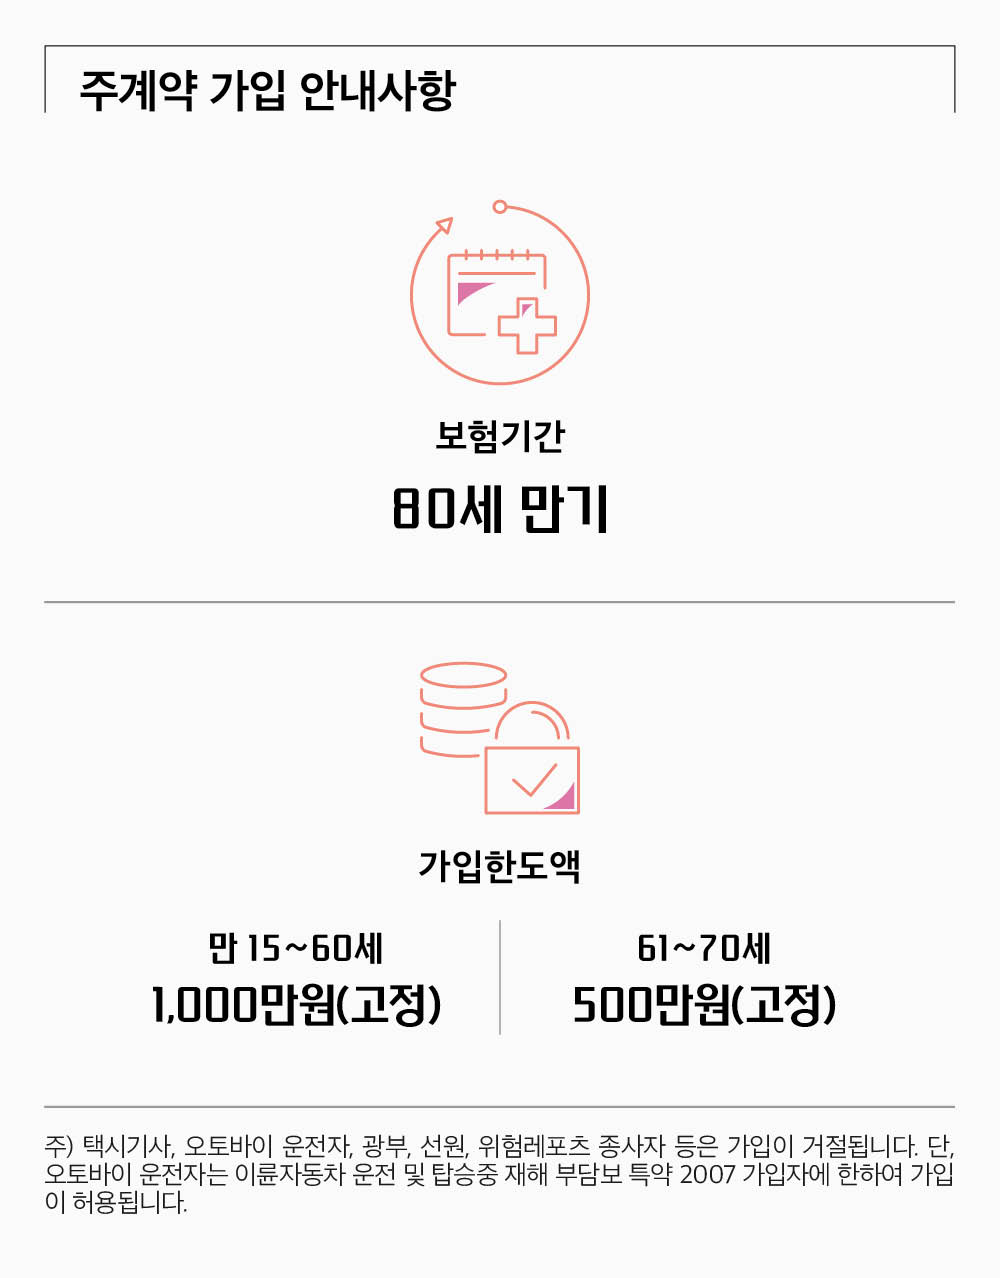 주계약 가입 안내사항
보험기간
80세 만기
가입한도액
만 15~60세
1,000만원(고정)
61~70세
500만원(고정)
주) 택시기사, 오토바이 운전자, 광부, 선원, 위험레포츠 종사자 등은 가입이 거절됩니다. 단,
오토바이 운전자는 이륜자동차 운전 및 탑승중 재해 부담보 특약 2007 가입자에 한하여 가입
이 허용됩니다.